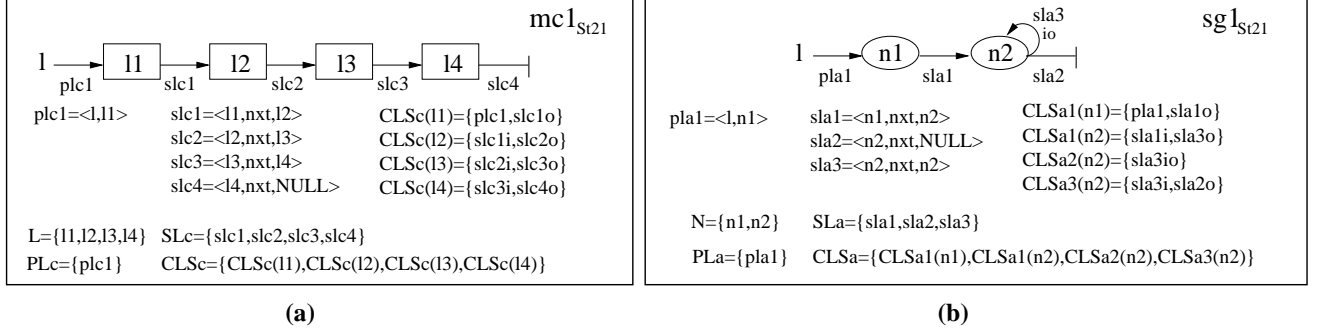 mc1St21
l l1 l2 l3 l4
plc1 slc1 slc2 slc3 slc4
plc1=<l,l1>
slc1=<l1,nxt,l2>
slc2=<l2,nxt,l3>
slc3=<l3,nxt,l4>
slc4=<l4,nxt,NULL>
CLSc(l1)={plc1,slc1o}
CLSc(l2)={slc1i,slc2o}
CLSc(l3)={slc2i,slc3o}
CLSc(l4)={slc3i,slc4o}
L={l1,l2,l3,l4} SLc={slc1,slc2,slc3,slc4}
PLc={plc1} CLSc={CLSc(l1),CLSc(l2),CLSc(l3),CLSc(l4)}
(a)
sg1St21
sla3
io
l n1 n2
pla1 sla1 sla2
pla1=<l,n1>
sla1=<n1,nxt,n2>
sla2=<n2,nxt,NULL>
sla3=<n2,nxt,n2>
CLSa1(n1)={pla1,sla1o}
CLSa1(n2)={sla1i,sla3o}
CLSa2(n2)={sla3io}
CLSa3(n2)={sla3i,sla2o}
N={n1,n2} SLa={sla1,sla2,sla3}
PLa={pla1} CLSa={CLSa1(n1),CLSa1(n2),CLSa2(n2),CLSa3(n2)}
(b)